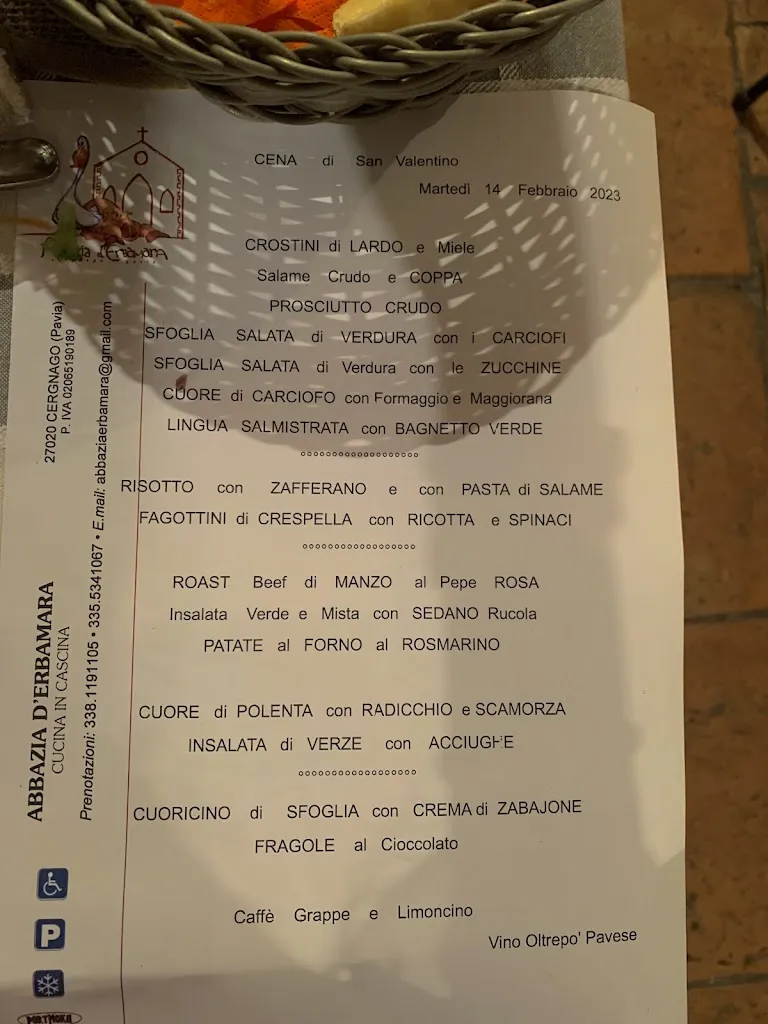 CENA di San Valentino
Martedì 14 Febbraio 2023
CROSTINI di LARDO e Miele
Salame Crudo e COPPA
PROSCIUTTO CRUDO
SFOGLIA SALATA di VERDURA con i CARCIOFI
SFOGLIA SALATA di Verdura con le ZUCCHINE
CUORE di CARCIOFO con Formaggio e Maggiorana
LINGUA SALMISTRATA con BAGNETTO VERDE
RISOTTO con ZAFFERANO e con PASTA di SALAME
FAGOTTINI di CRESPELLA con RICOTTA e SPINACI
ROAST Beef di MANZO al Pepe ROSA
Insalata Verde e Mista con SEDANO Rucola
PATATE al FORNO al ROSMARINO
CUORE di POLENTA con RADICCHIO e SCAMORZA
INSALATA di VERZE con ACCIUGHE
CUORICINO di SFOGLIA con CREMA di ZABAJONE
FRAGOLE al Cioccolato
Caffè Grappe e Limoncino
Vino Oltrepo' Pavese
d'Erbamara
ABBAZIA D'ERBAMARA
CUCINA IN CASCINA
27020 CERGNAGO (Pavia)
P. IVA 02065190189
Prenotazioni: 338.1191105 • 335.5341067 • E.mail: abbaziaerbamara@gmail.com
P
PORTMOKA